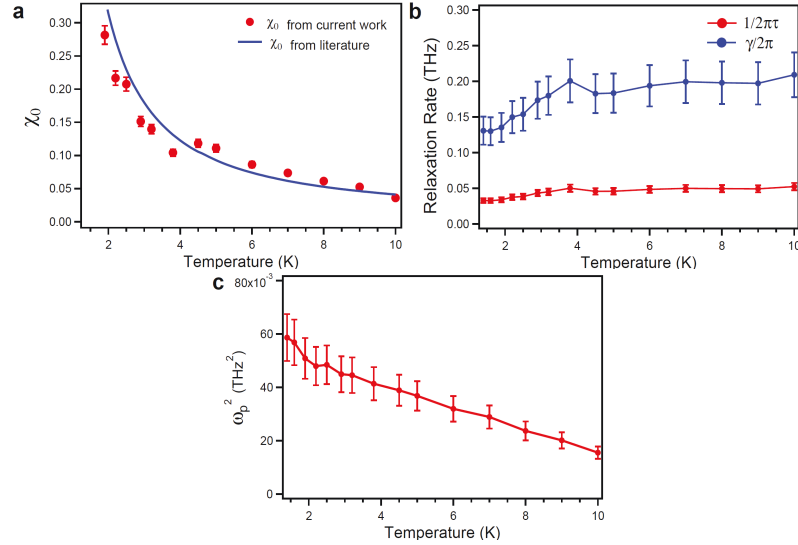 a
χ0 from current work
χ0 from literature
χ0
0.30
0.25
0.20
0.15
0.10
0.05
0.00
2
4
6
8
10
Temperature (K)
b
1/2πτ
γ/2π
Relaxation Rate (THz)
0.30
0.25
0.20
0.15
0.10
0.05
0.00
2
4
6
8
10
Temperature (K)
c
80x10⁻³
60
40
20
0
ωp² (THz²)
2
4
6
8
10
Temperature (K)